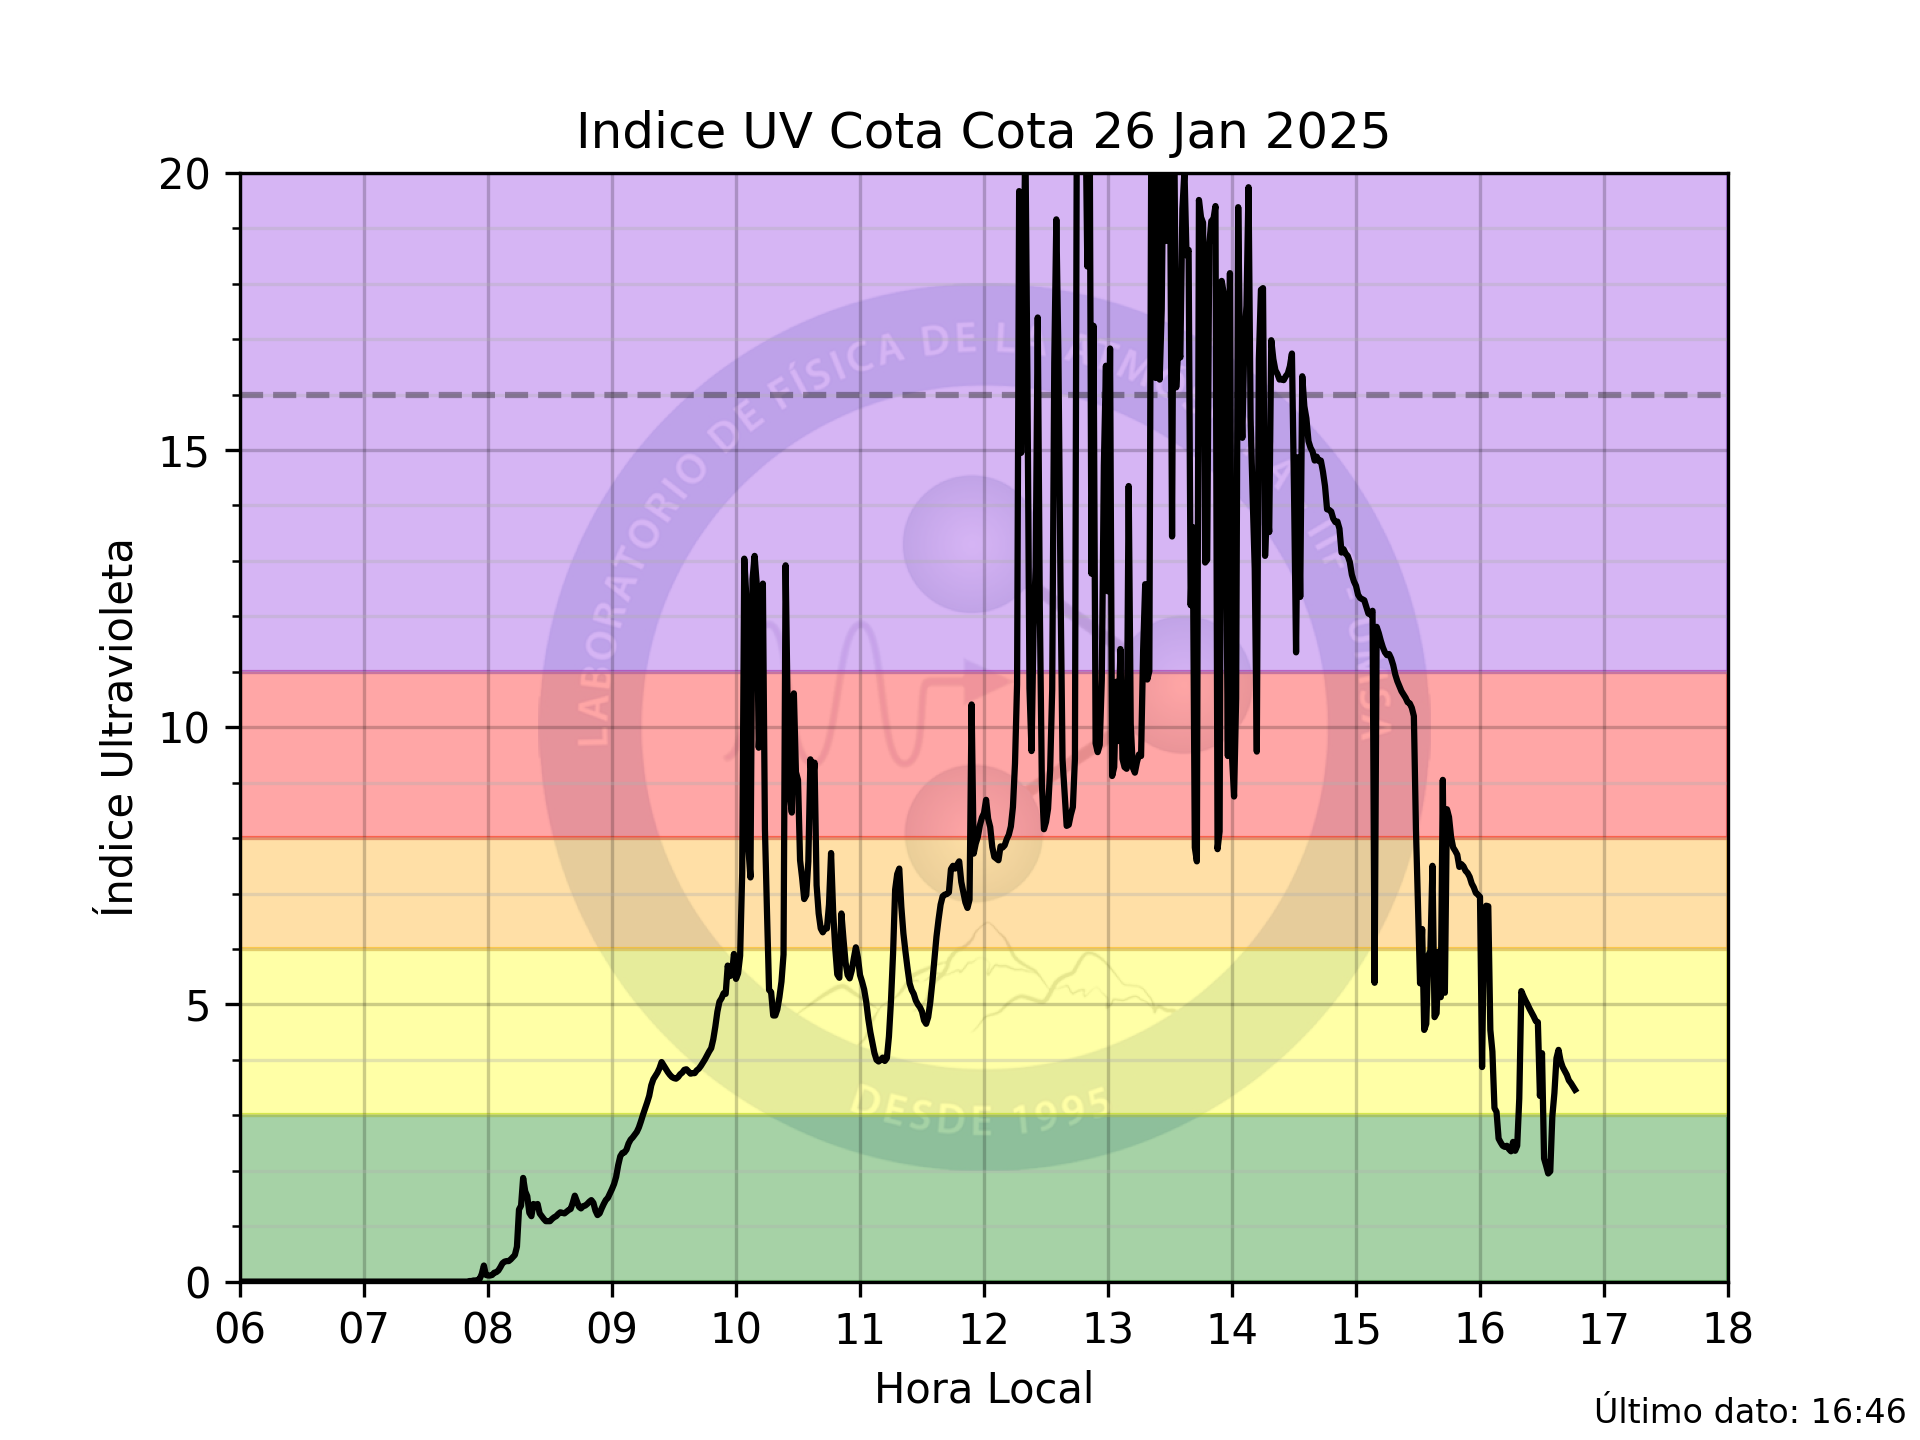 Indice UV Cota Cota 26 Jan 2025
20
15
10
5
0
Índice Ultravioleta
06 07 08 09 10 11 12 13 14 15 16 17 18
Hora Local
Último dato: 16:46
LABORATORIO DE FÍSICA DE LA
DESDE 1995